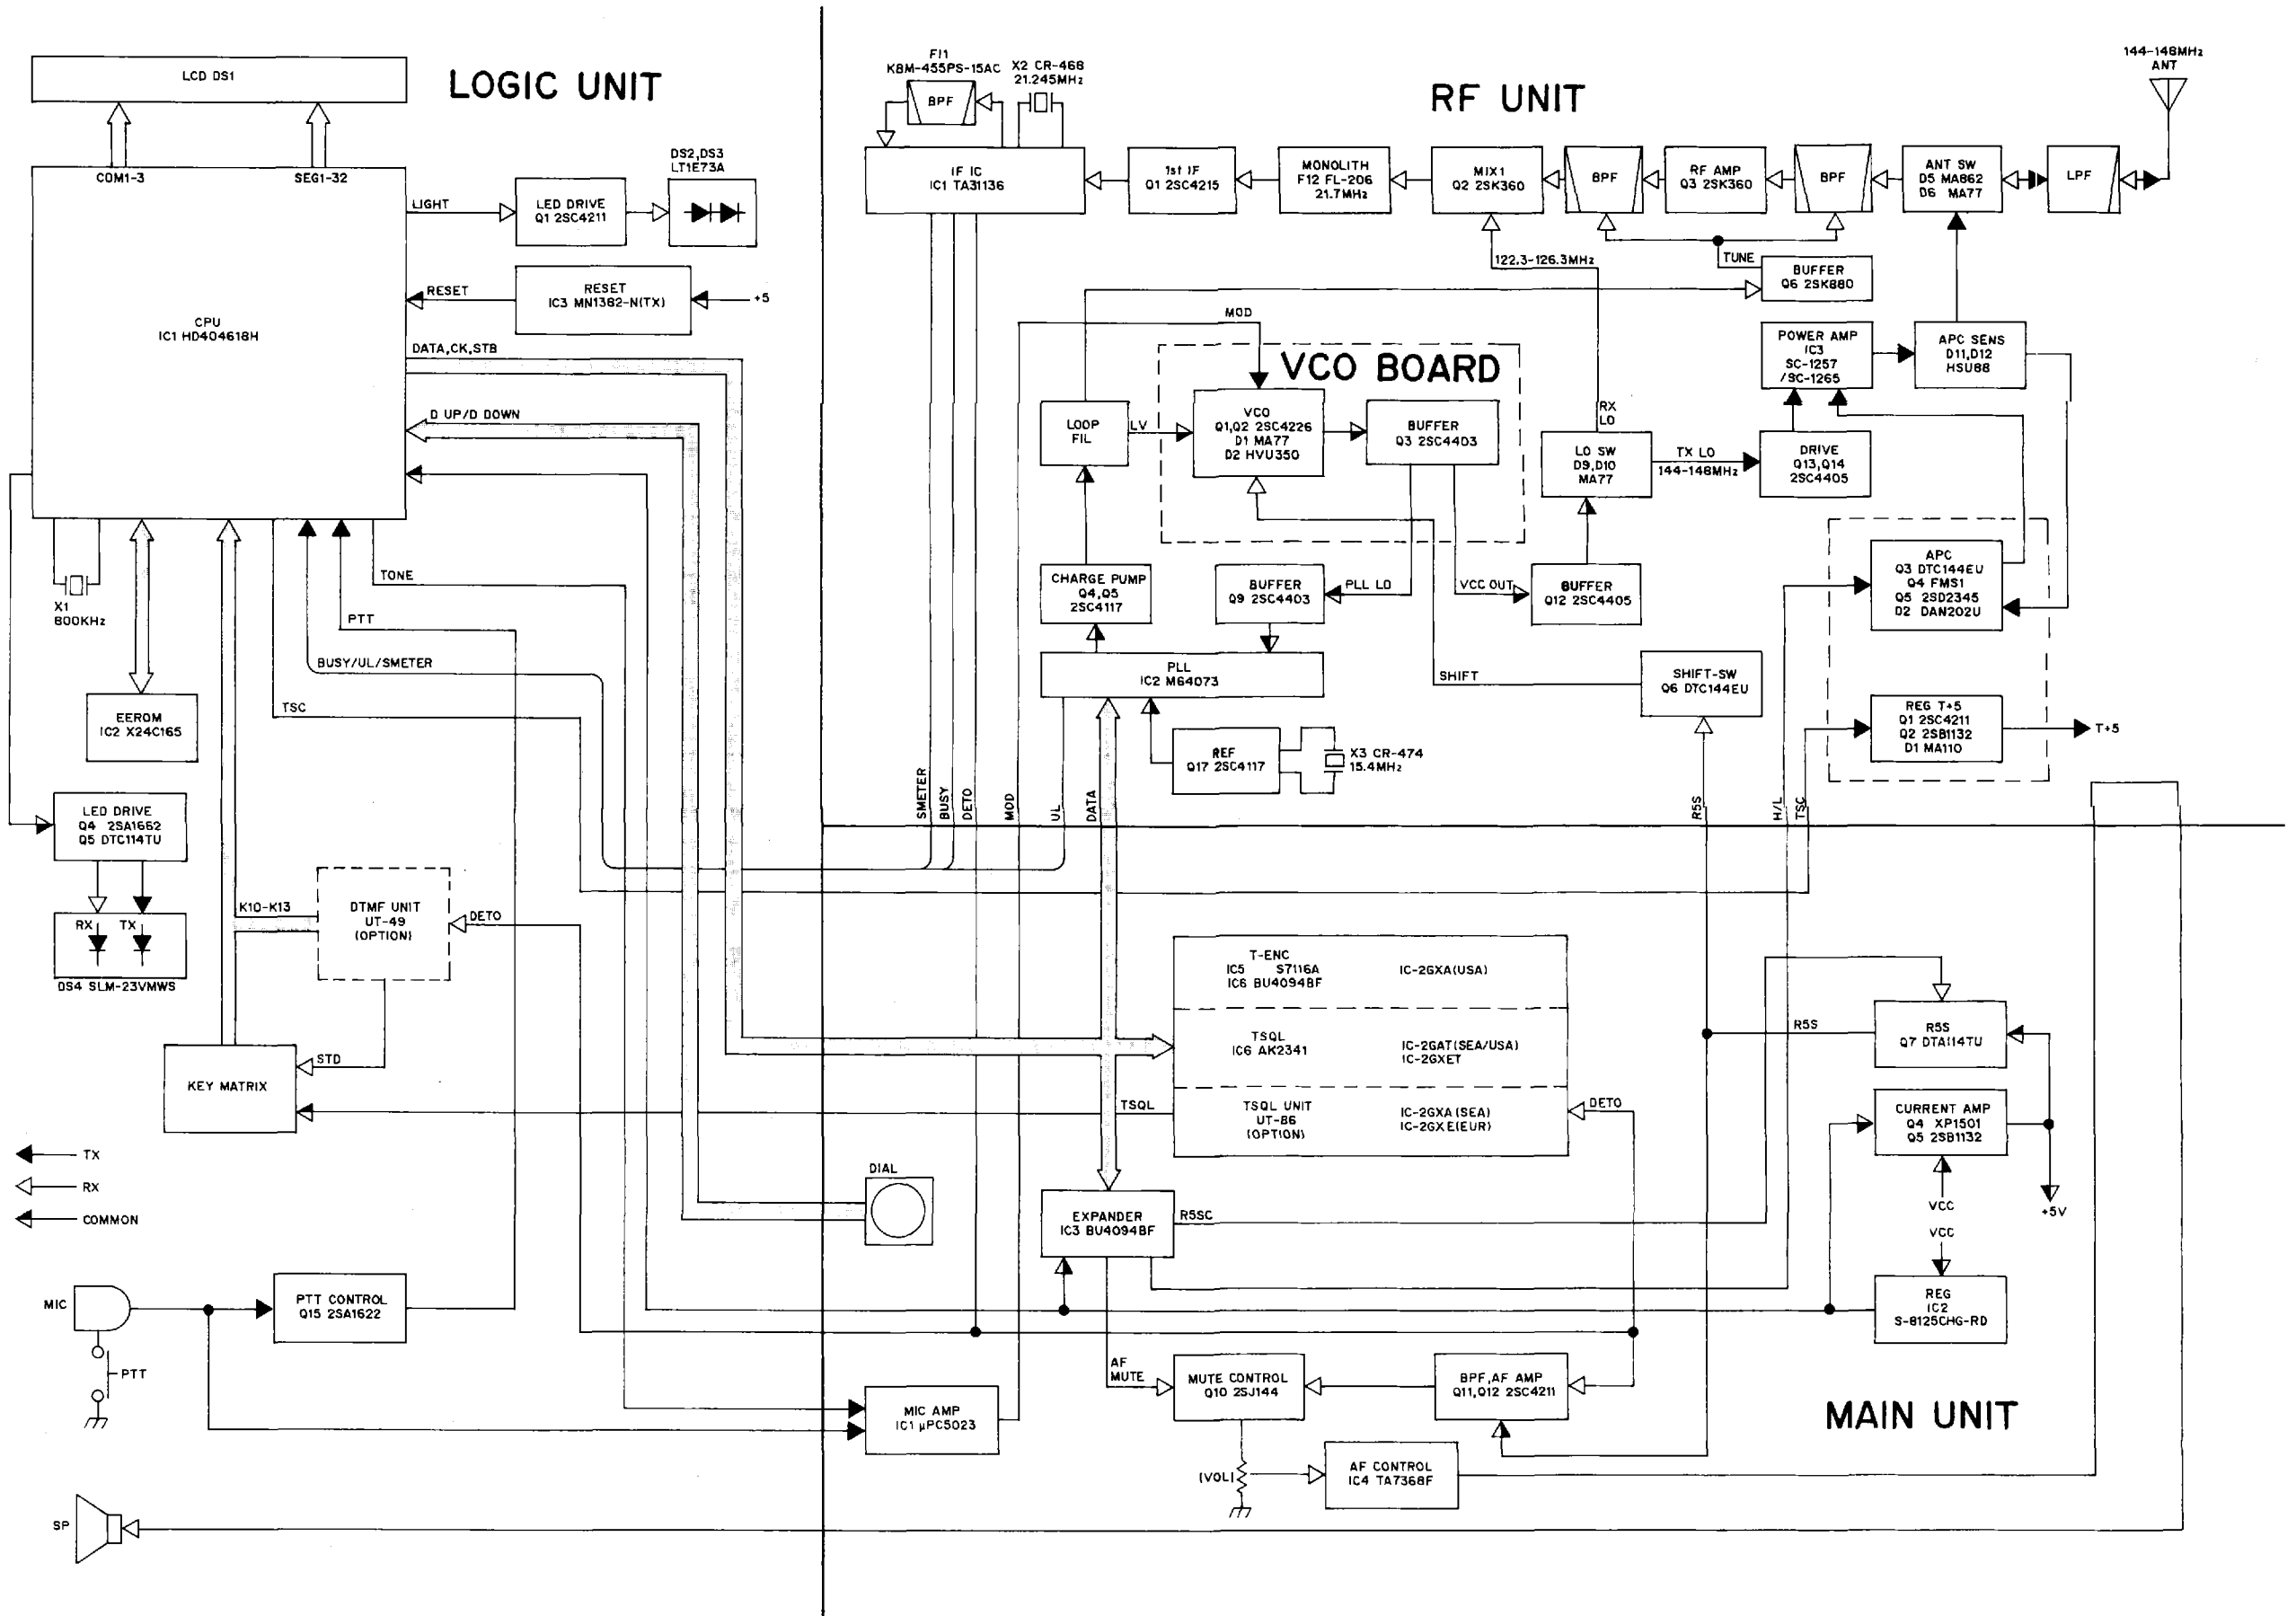 LOGIC UNIT
LCD DS1
COM1-3
SEG1-32
CPU
IC1 HD404618H
LIGHT
LED DRIVE
Q1 2SC4211
DS2,DS3
LT1E73A
RESET
RESET
IC3 MN1382-N(TX)
+5
DATA,CK,STB
D UP/D DOWN
X1
800KHz
TONE
PTT
BUSY/UL/SMETER
TSC
EEROM
IC2 X24C165
LED DRIVE
Q4 2SA1662
Q5 DTC114TU
RX
TX
DS4 SLM-23VMWS
K10-K13
DTMF UNIT
UT-49
(OPTION)
DETO
STD
KEY MATRIX
TX
RX
COMMON
MIC
PTT
PTT CONTROL
Q15 2SA1622
SP
RF UNIT
FI1
KBM-455PS-15AC
X2 CR-468
21.245MHz
BPF
IF IC
IC1 TA31136
1st IF
Q1 2SC4215
MONOLITH
F12 FL-206
21.7MHz
MIX1
Q2 2SK360
BPF
RF AMP
Q3 2SK360
BPF
ANT SW
D5 MA862
D6 MA77
LPF
144-148MHz
ANT
122.3-126.3MHz
TUNE
BUFFER
Q6 2SK880
MOD
VCO BOARD
LOOP
FIL
LV
VCO
Q1,Q2 2SC4226
D1 MA77
D2 HVU350
BUFFER
Q3 2SC4403
RX
LO
LO SW
D9,D10
MA77
TX LO
144-148MHz
DRIVE
Q13,Q14
2SC4405
POWER AMP
IC3
SC-1257
/SC-1265
APC SENS
D11,D12
HSU88
CHARGE PUMP
Q4,Q5
2SC4117
BUFFER
Q9 2SC4403
PLL LO
VCC OUT
BUFFER
Q12 2SC4405
APC
Q3 DTC144EU
Q4 FMS1
Q5 2SD2345
D2 DAN202U
PLL
IC2 M64073
SHIFT
SHIFT-SW
Q6 DTC144EU
REG T+5
Q1 2SC4211
Q2 2SB1132
D1 MA110
T+5
REF
Q17 2SC4117
X3 CR-474
15.4MHz
SMETER
BUSY
DETO
MOD
UL
DATA
R5S
H/L
TSC
T-ENC
IC5 S7116A
IC6 BU4094BF
IC-2GXA(USA)
TSQL
IC6 AK2341
IC-2GAT(SEA/USA)
IC-2GXET
TSQL UNIT
UT-86
(OPTION)
IC-2GXA(SEA)
IC-2GXE(EUR)
TSQL
DETO
R5S
R5S
Q7 DTA114TU
CURRENT AMP
Q4 XP1501
Q5 2SB1132
VCC
VCC
+5V
REG
IC2
S-8125CHG-RD
DIAL
EXPANDER
IC3 BU4094BF
R5SC
AF
MUTE
MUTE CONTROL
Q10 2SJ144
BPF,AF AMP
Q11,Q12 2SC4211
MIC AMP
IC1 μPC5023
(VOL)
AF CONTROL
IC4 TA7368F
MAIN UNIT